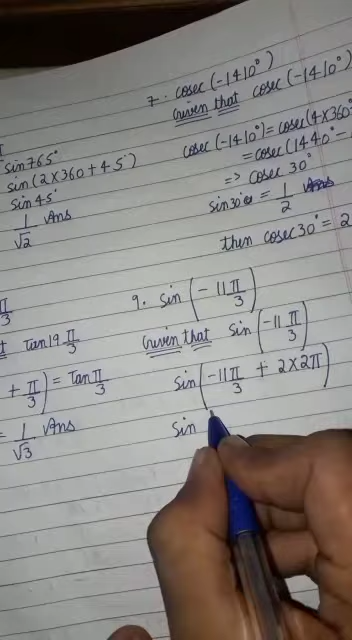 sin 765°
sin (2 × 360 + 45°)
sin 45°
1/√2 Ans
tan 19π/3
+ π/3) = Tan π/3
= 1/√3 Ans
7. cosec (-1410°)
Given that cosec (-1410°)
cosec (-1410°) = cosec (4×360°
= cosec (1440° -
=> cosec 30°
sin 30° = 1/2 Ans
then cosec 30° = 2
9. sin (-11π/3)
Given that sin (-11π/3)
sin (-11π/3 + 2×2π)
sin (